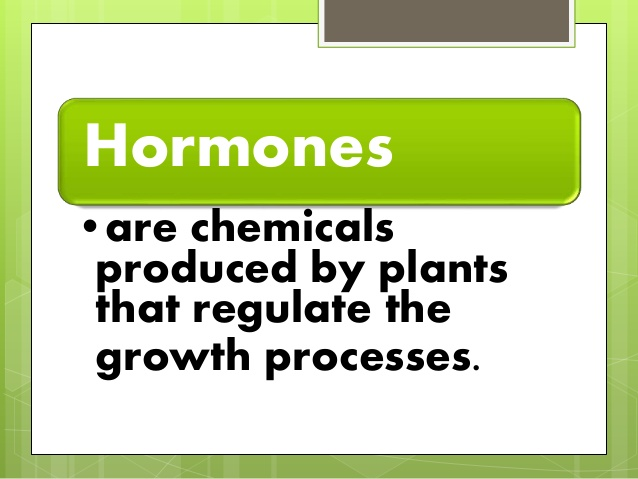 Hormones
•are chemicals
produced by plants
that regulate the
growth processes.